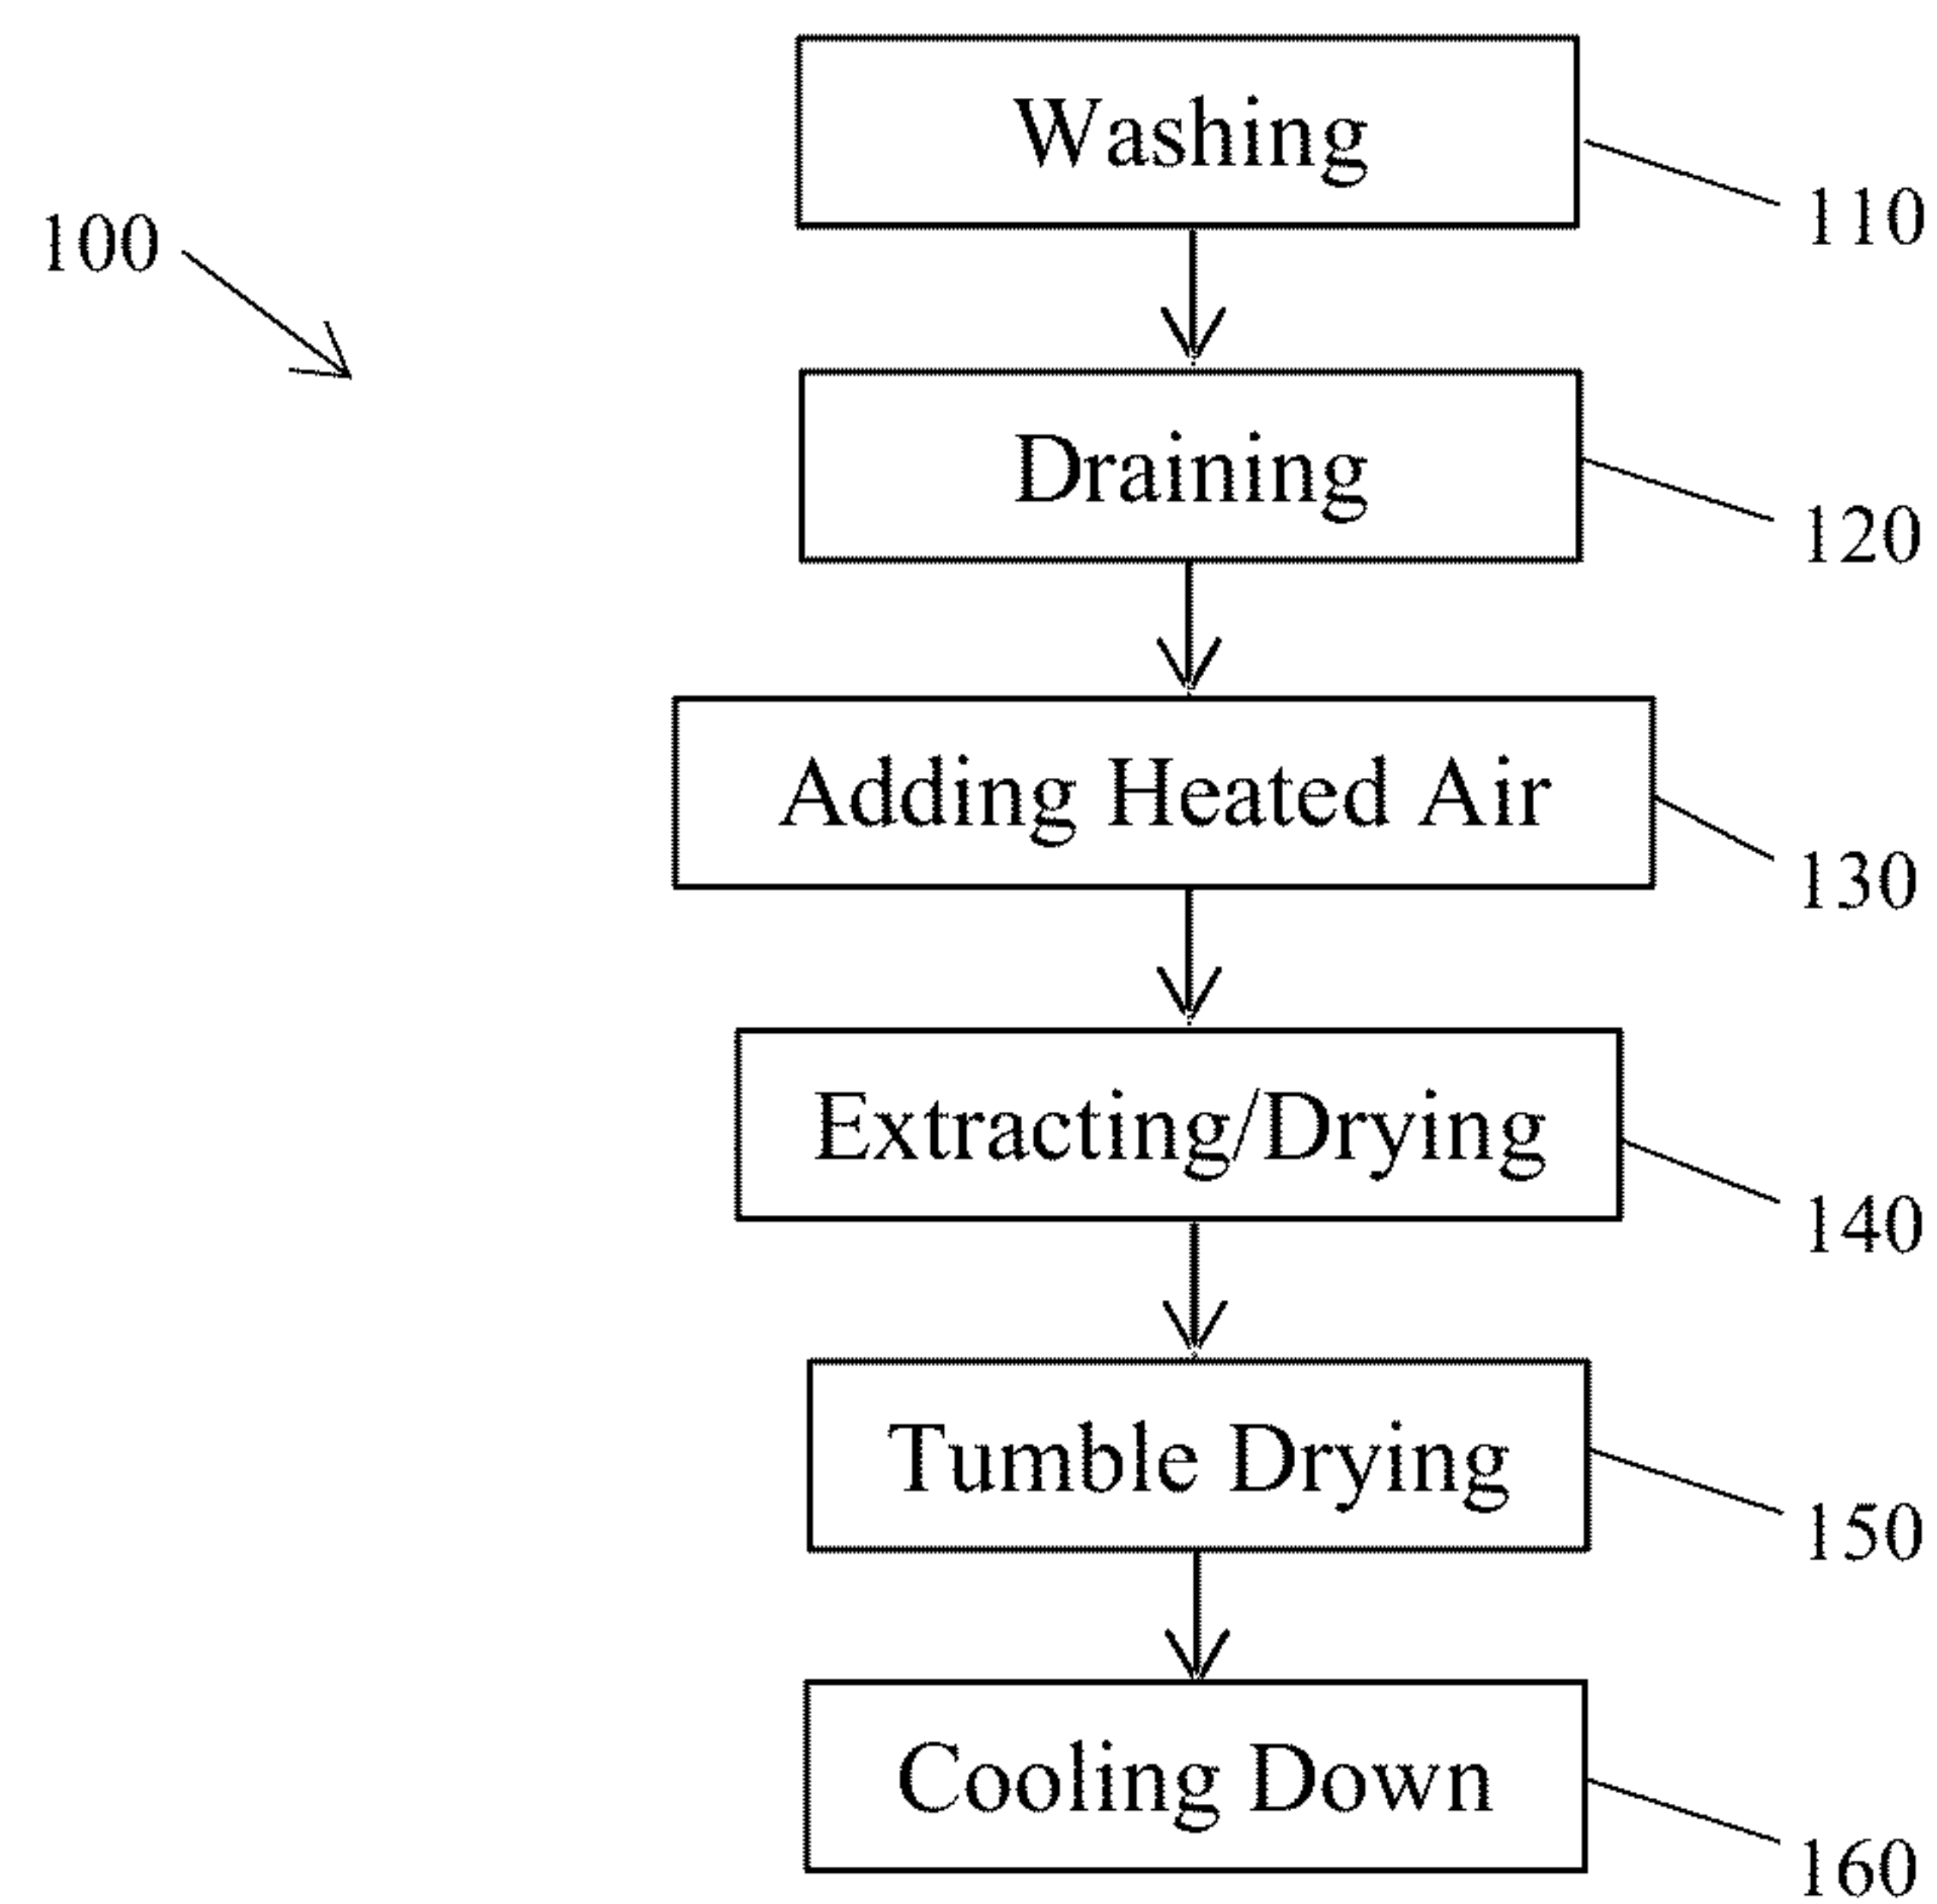 Washing
110
100
Draining
120
Adding Heated Air
130
Extracting/Drying
140
Tumble Drying
150
Cooling Down
160